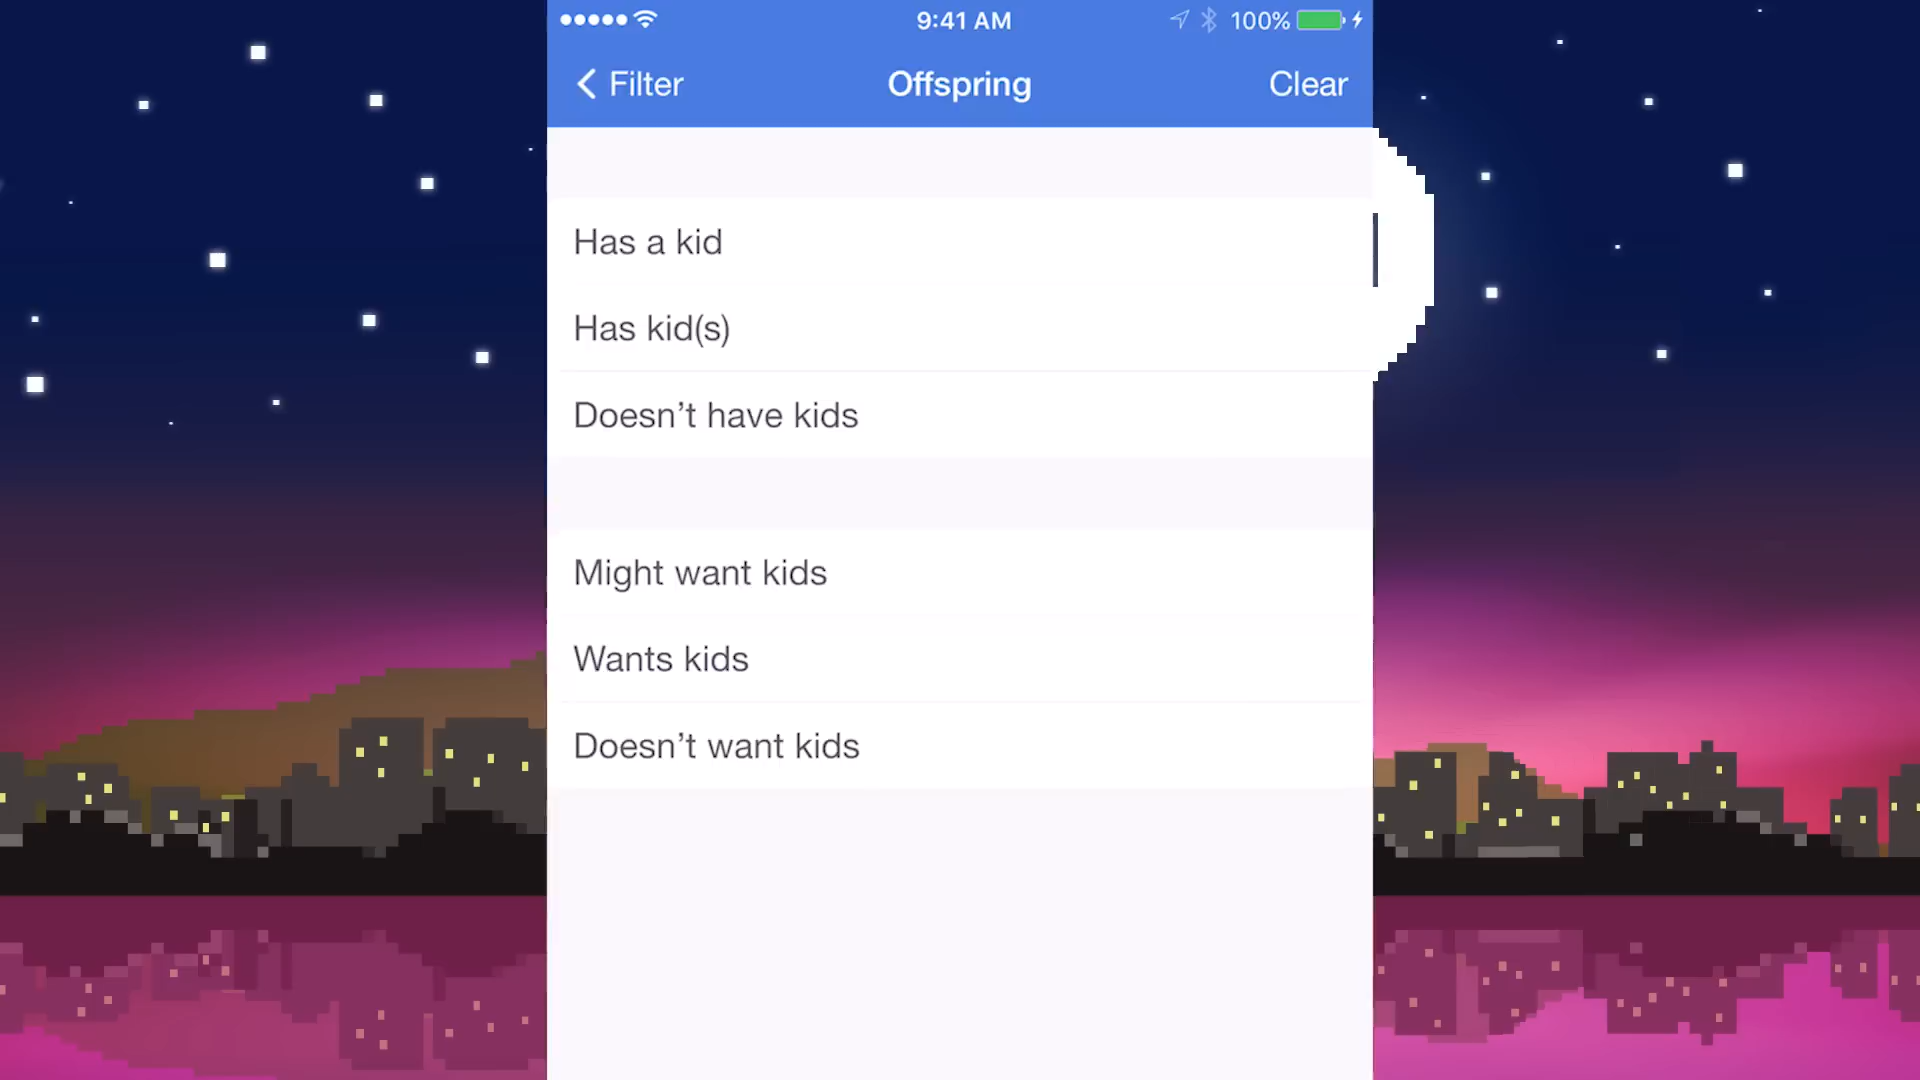 9:41 AM 100%
Filter Offspring Clear
Has a kid
Has kid(s)
Doesn’t have kids
Might want kids
Wants kids
Doesn’t want kids